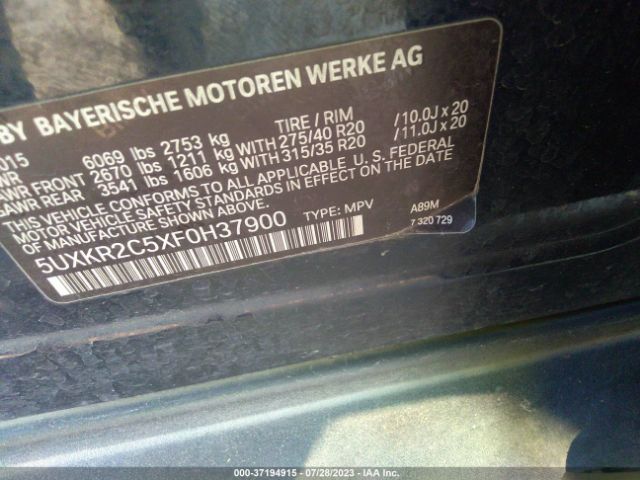 BY BAYERISCHE MOTOREN WERKE AG
015
TIRE / RIM
WR 6069 lbs 2753 kg
WR FRONT 2670 lbs 1211 kg WITH 275/40 R20 /10.0J x 20
GAWR REAR 3541 lbs 1606 kg WITH 315/35 R20 /11.0J x 20
THIS VEHICLE CONFORMS TO ALL APPLICABLE U.S. FEDERAL
MOTOR VEHICLE SAFETY STANDARDS IN EFFECT ON THE DATE OF
MANUFACTURE SHOWN ABOVE.
5UXKR2C5XF0H37900 TYPE: MPV A89M
7 320 729
000-37194915 / 07/28/2023 - IAA Inc.